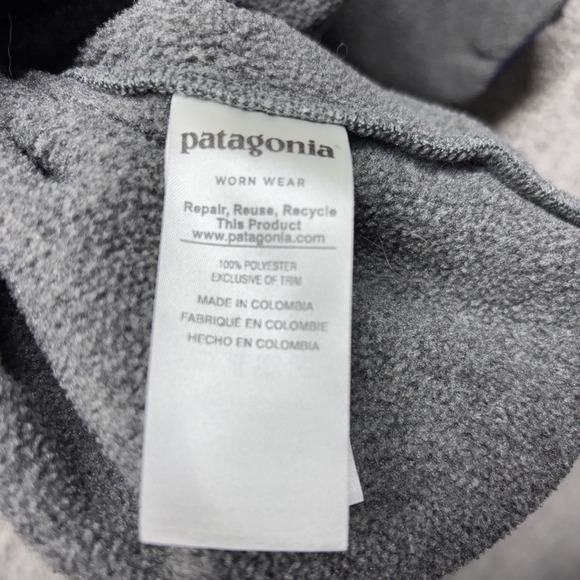 patagonia
WORN WEAR
Repair, Reuse, Recycle
This Product
www.patagonia.com
100% POLYESTER
EXCLUSIVE OF TRIM
MADE IN COLOMBIA
FABRIQUÉ EN COLOMBIE
HECHO EN COLOMBIA